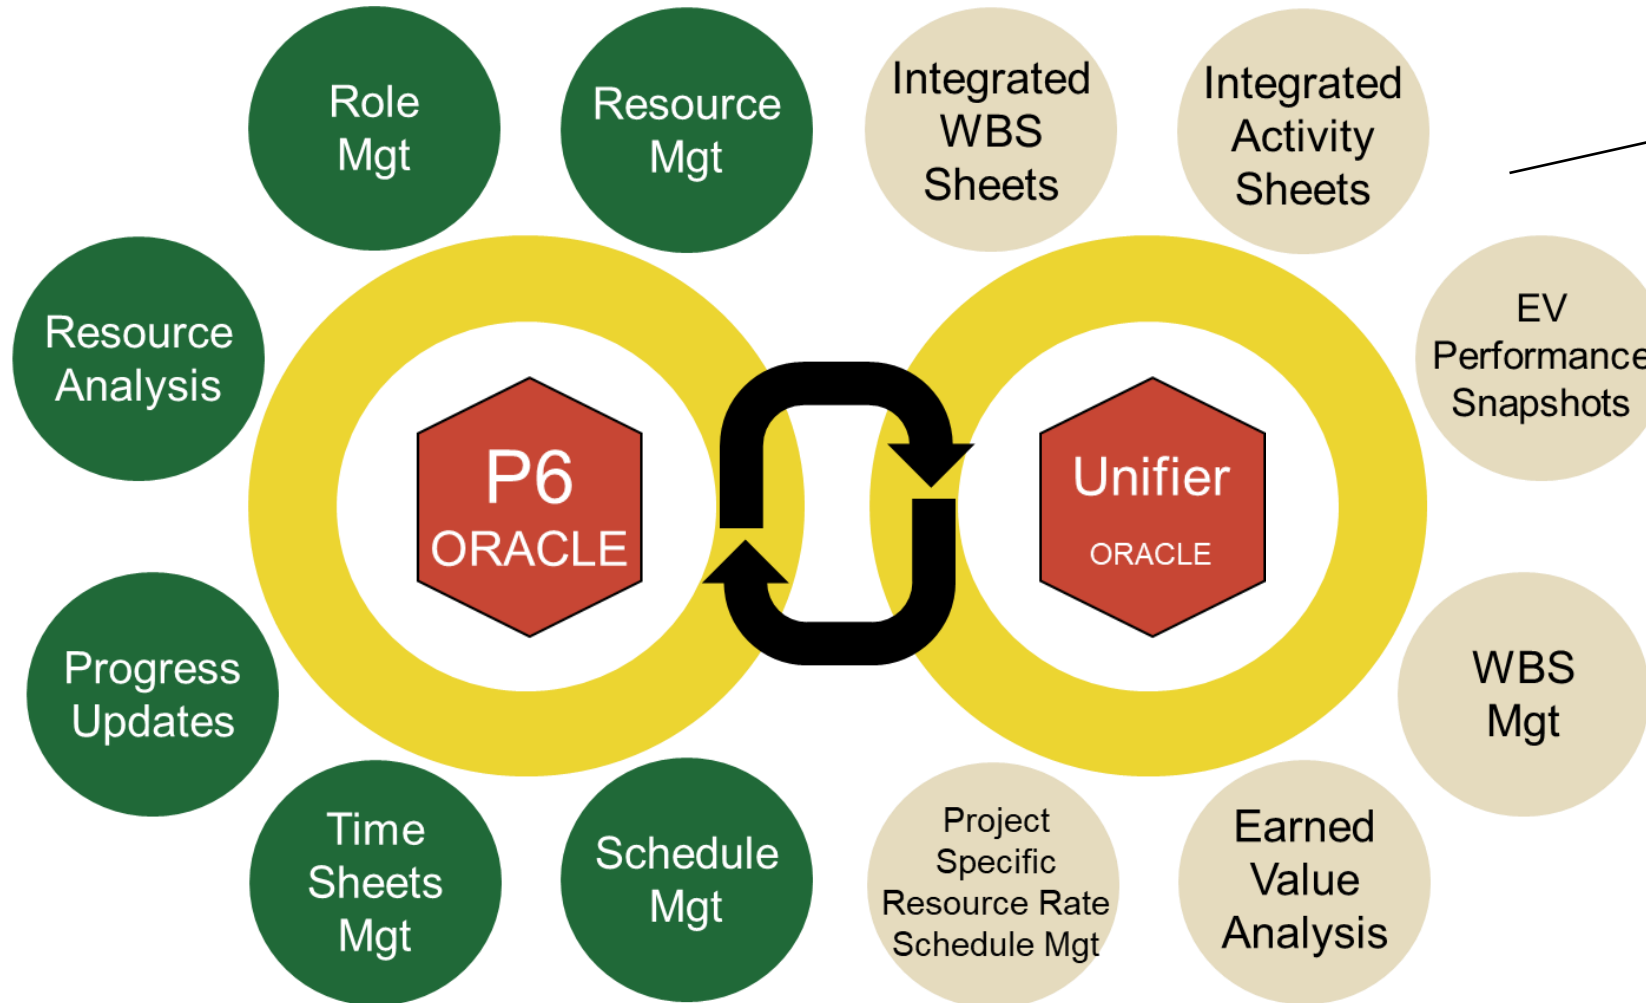 Role
Mgt
Resource
Mgt
Integrated
WBS
Sheets
Integrated
Activity
Sheets
Resource
Analysis
EV
Performance
Snapshots
P6
ORACLE
Unifier
ORACLE
Progress
Updates
WBS
Mgt
Time
Sheets
Mgt
Schedule
Mgt
Project
Specific
Resource Rate
Schedule Mgt
Earned
Value
Analysis